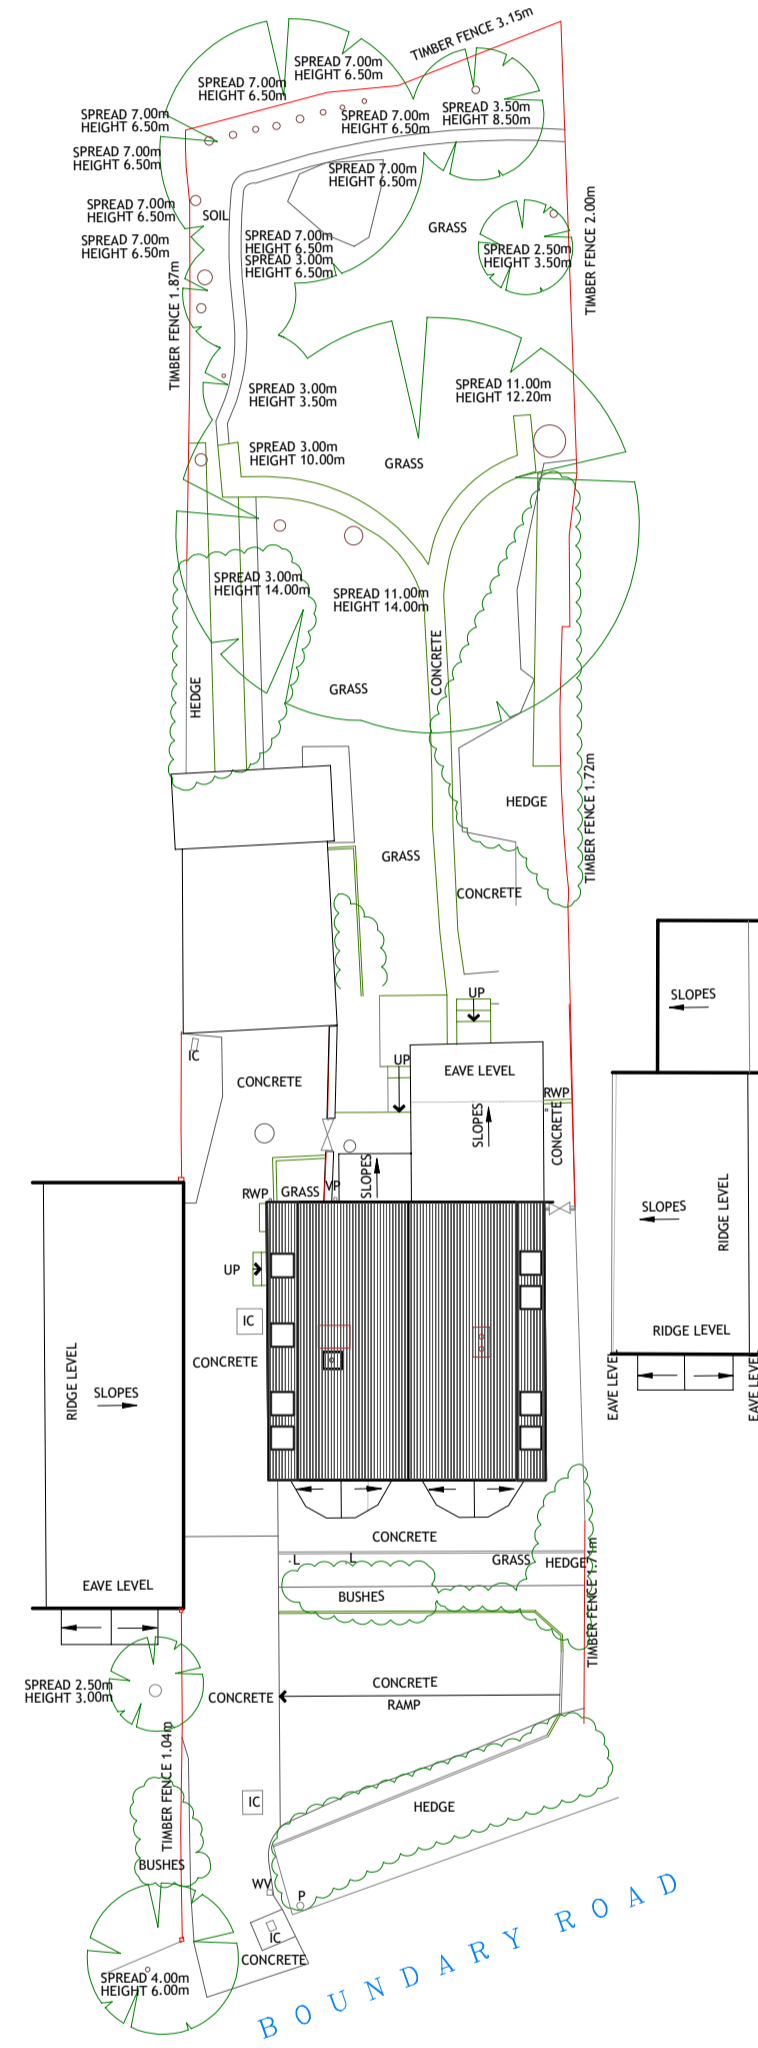 TIMBER FENCE 3.15m
SPREAD 7.00m
HEIGHT 6.50m
SPREAD 7.00m
HEIGHT 6.50m
SPREAD 3.50m
HEIGHT 8.50m
SPREAD 7.00m
HEIGHT 6.50m
SPREAD 7.00m
HEIGHT 6.50m
SPREAD 7.00m
HEIGHT 6.50m
SPREAD 7.00m
HEIGHT 6.50m
SPREAD 7.00m
HEIGHT 6.50m
SOIL
GRASS
TIMBER FENCE 2.00m
SPREAD 7.00m
HEIGHT 6.50m
SPREAD 7.00m
HEIGHT 6.50m
SPREAD 3.00m
HEIGHT 6.50m
SPREAD 2.50m
HEIGHT 3.50m
TIMBER FENCE 1.87m
SPREAD 3.00m
HEIGHT 3.50m
SPREAD 11.00m
HEIGHT 12.20m
SPREAD 3.00m
HEIGHT 10.00m
GRASS
SPREAD 3.00m
HEIGHT 14.00m
SPREAD 11.00m
HEIGHT 14.00m
CONCRETE
HEDGE
GRASS
HEDGE
TIMBER FENCE 1.72m
GRASS
CONCRETE
UP
SLOPES
IC
UP
EAVE LEVEL
CONCRETE
RWP
CONCRETE
SLOPES
SLOPES
VP
RWP
GRASS
SLOPES
RIDGE LEVEL
UP
IC
RIDGE LEVEL
CONCRETE
RIDGE LEVEL
SLOPES
EAVE LEVEL
EAVE LEVEL
CONCRETE
L
L
GRASS
HEDGE
EAVE LEVEL
BUSHES
TIMBER FENCE 1.71m
SPREAD 2.50m
HEIGHT 3.00m
CONCRETE
CONCRETE
RAMP
TIMBER FENCE 1.04m
IC
HEDGE
BUSHES
WV
P
IC
CONCRETE
SPREAD 4.00m
HEIGHT 6.00m
BOUNDARY ROAD